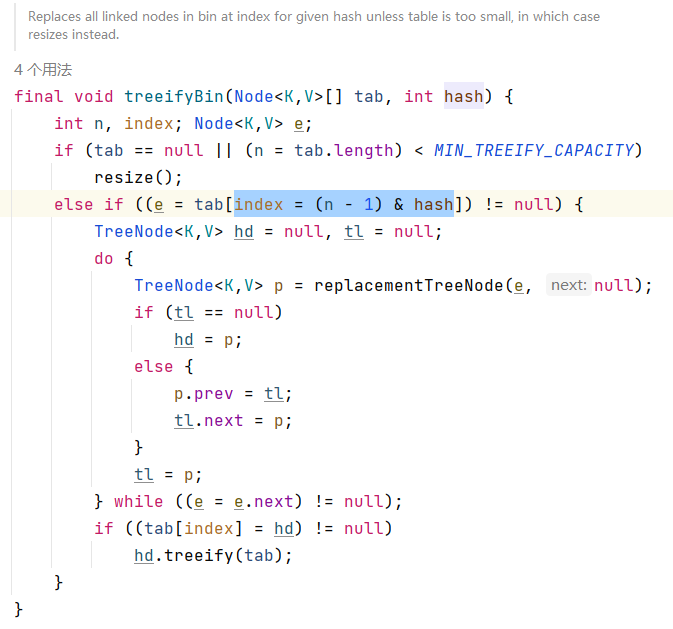 Replaces all linked nodes in bin at index for given hash unless table is too small, in which case
resizes instead.
4 个用法
final void treeifyBin(Node<K,V>[] tab, int hash) {
    int n, index; Node<K,V> e;
    if (tab == null || (n = tab.length) < MIN_TREEIFY_CAPACITY)
        resize();
    else if ((e = tab[index = (n - 1) & hash]) != null) {
        TreeNode<K,V> hd = null, tl = null;
        do {
            TreeNode<K,V> p = replacementTreeNode(e, next: null);
            if (tl == null)
                hd = p;
            else {
                p.prev = tl;
                tl.next = p;
            }
            tl = p;
        } while ((e = e.next) != null);
        if ((tab[index] = hd) != null)
            hd.treeify(tab);
    }
}